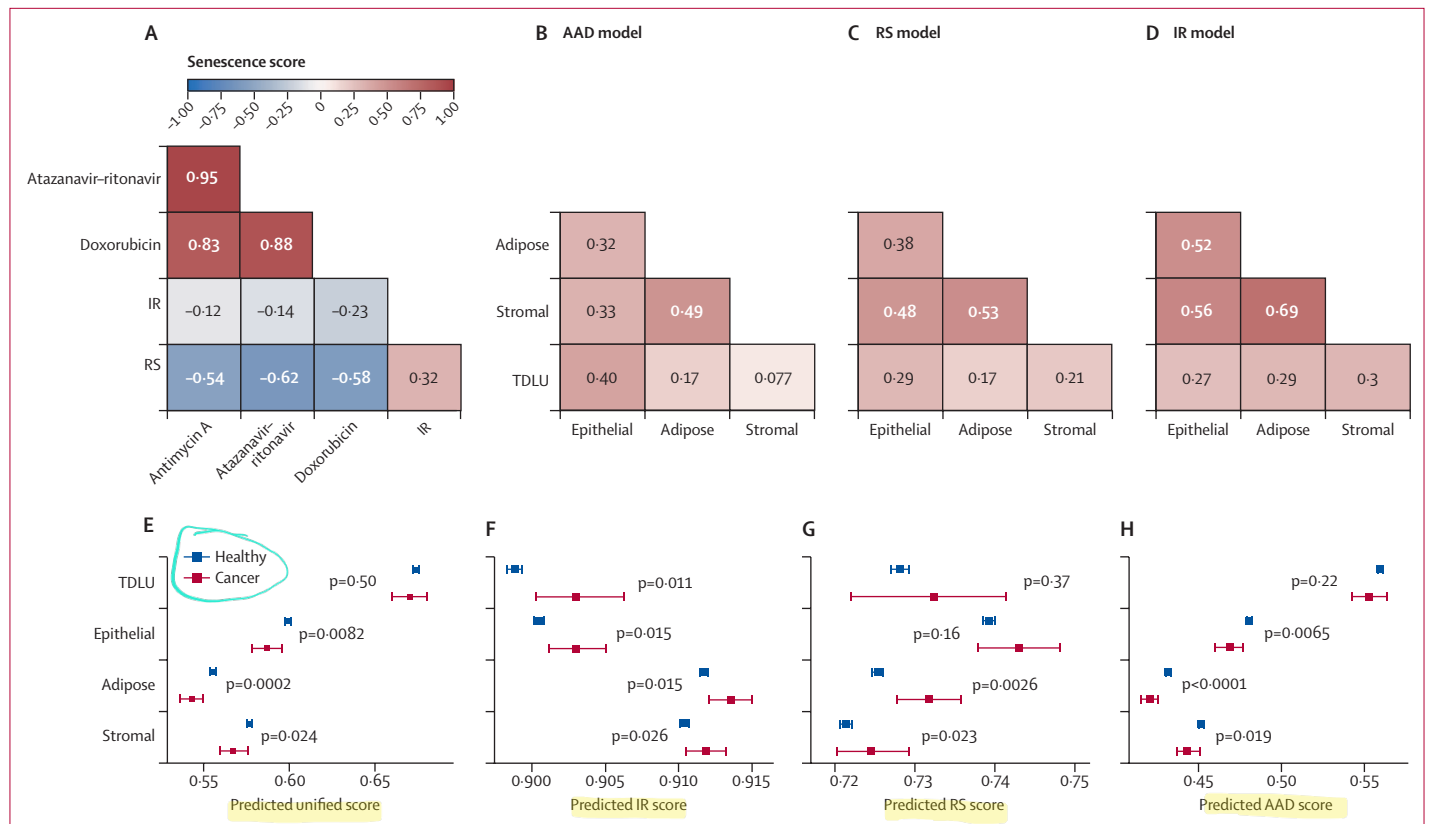 A
B AAD model
C RS model
D IR model
Senescence score
–1·00 –0·75 –0·50 –0·25 0 0·25 0·50 0·75 1·00
Atazanavir–ritonavir
0·95
Doxorubicin
0·83 0·88
IR
–0·12 –0·14 –0·23
RS
–0·54 –0·62 –0·58 0·32
Antimycin A
Atazanavir–
ritonavir
Doxorubicin
IR
Adipose
0·32
Stromal
0·33 0·49
TDLU
0·40 0·17 0·077
Epithelial Adipose Stromal
0·38
0·48 0·53
0·29 0·17 0·21
Epithelial Adipose Stromal
0·52
0·56 0·69
0·27 0·29 0·3
Epithelial Adipose Stromal
E
Healthy
Cancer
TDLU
p=0·50
Epithelial
p=0·0082
Adipose
p=0·0002
Stromal
p=0·024
0·55 0·60 0·65
Predicted unified score
F
p=0·011
p=0·015
p=0·015
p=0·026
0·900 0·905 0·910 0·915
Predicted IR score
G
p=0·37
p=0·16
p=0·0026
p=0·023
0·72 0·73 0·74 0·75
Predicted RS score
H
p=0·22
p=0·0065
p<0·0001
p=0·019
0·45 0·50 0·55
Predicted AAD score